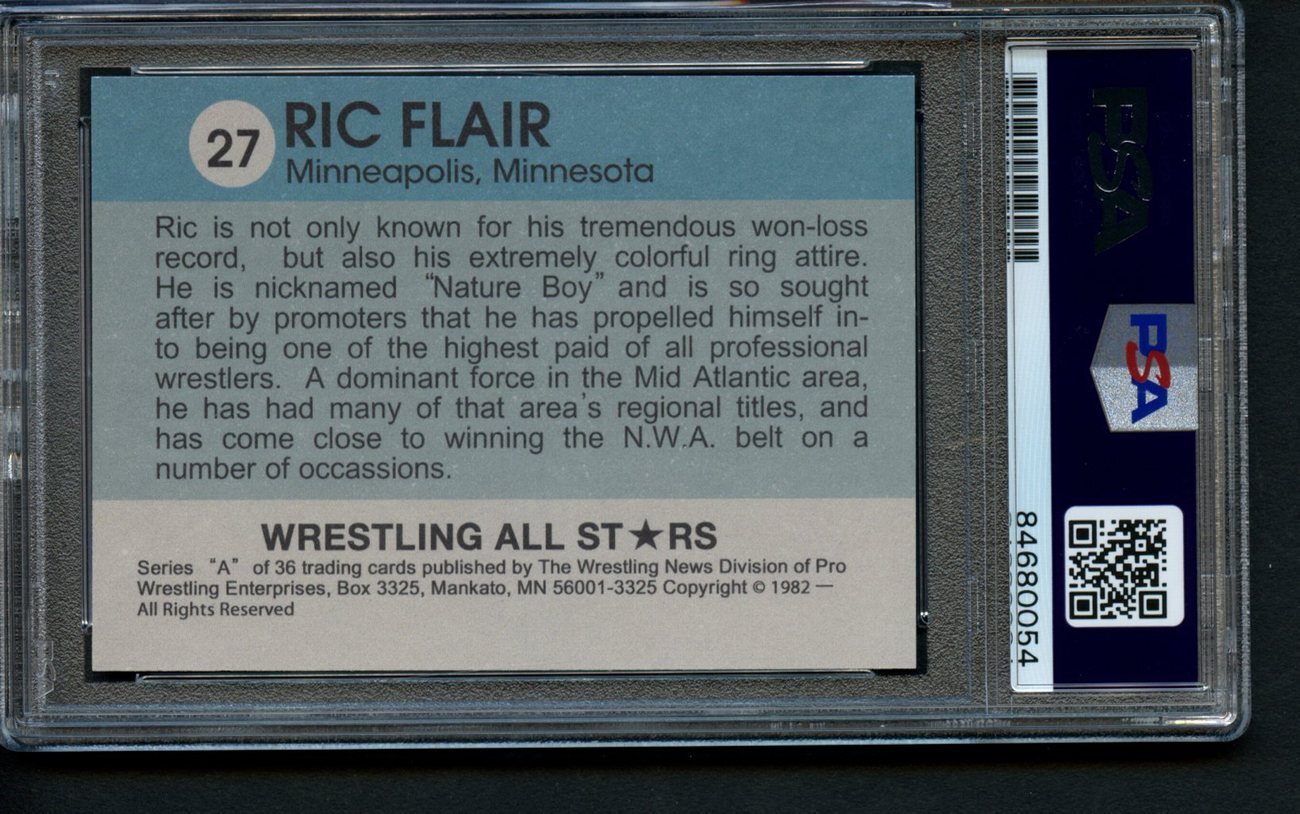 27
RIC FLAIR
Minneapolis, Minnesota
Ric is not only known for his tremendous won-loss
record, but also his extremely colorful ring attire.
He is nicknamed "Nature Boy" and is so sought
after by promoters that he has propelled himself in-
to being one of the highest paid of all professional
wrestlers. A dominant force in the Mid Atlantic area,
he has had many of that area's regional titles, and
has come close to winning the N.W.A. belt on a
number of occassions.
WRESTLING ALL ST★RS
Series "A" of 36 trading cards published by The Wrestling News Division of Pro
Wrestling Enterprises, Box 3325, Mankato, MN 56001-3325 Copyright © 1982 —
All Rights Reserved
PSA
PSA
84680054